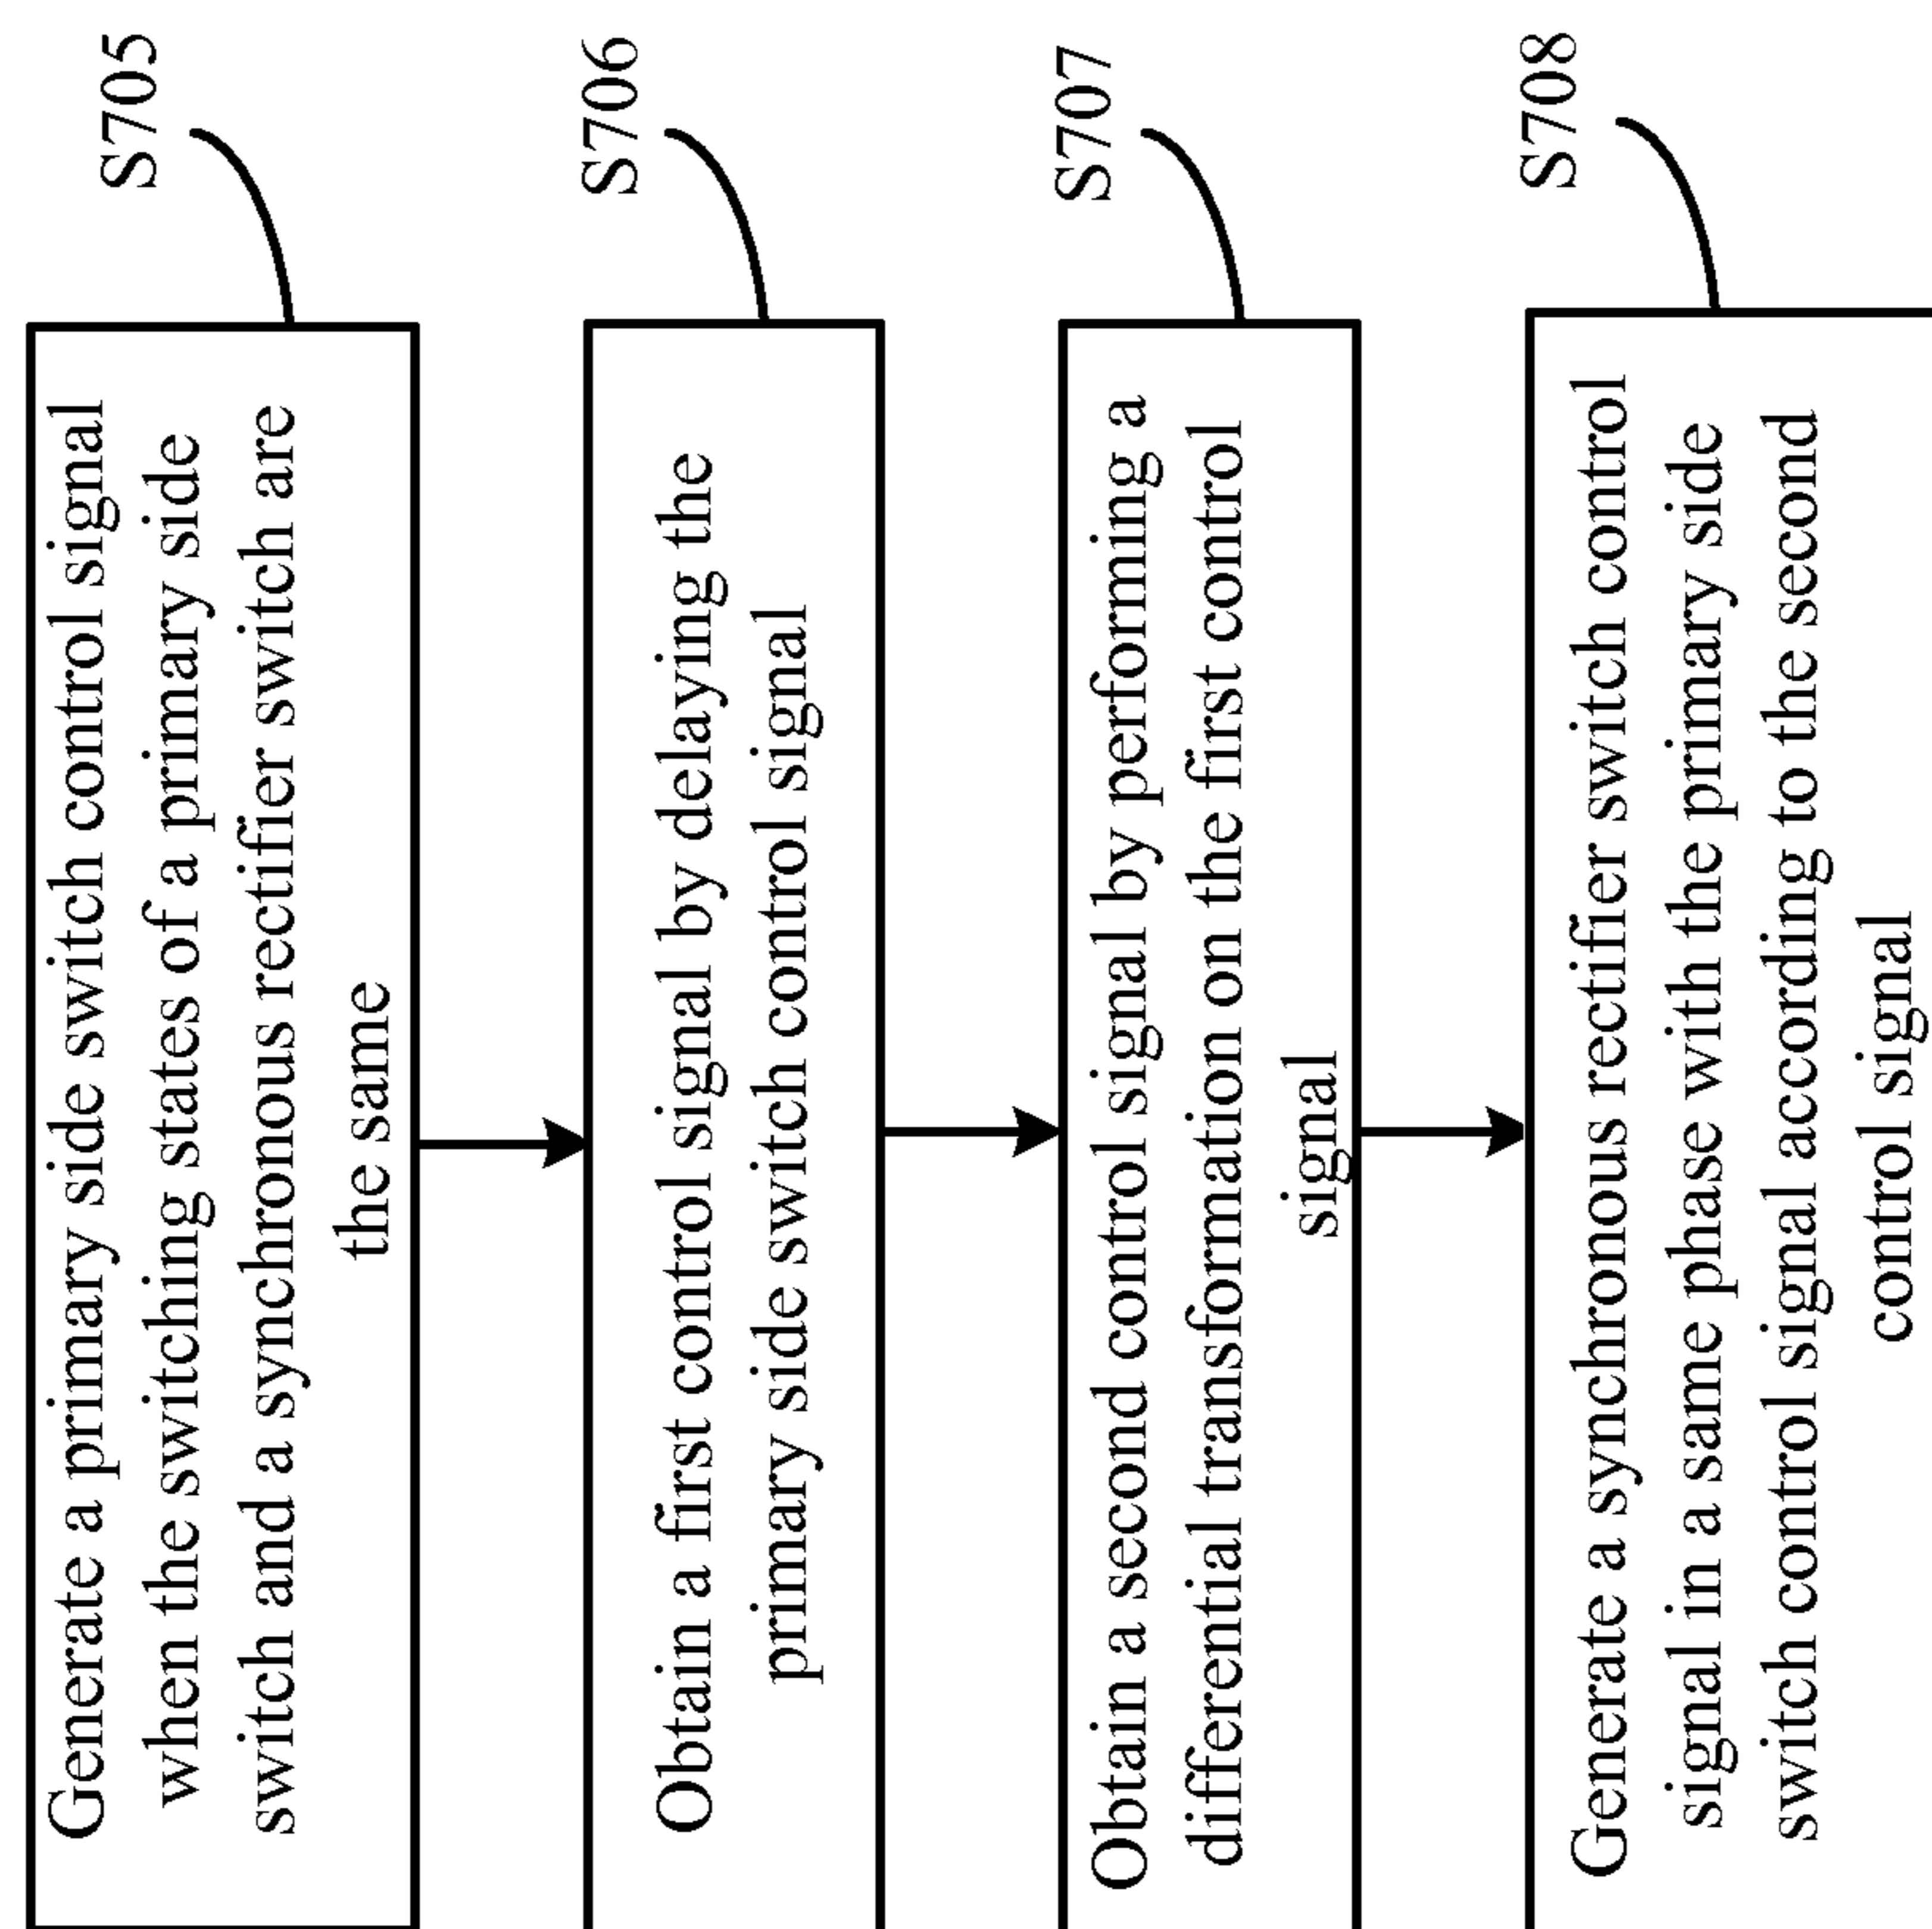 S705
Generate a primary side switch control signal
when the switching states of a primary side
switch and a synchronous rectifier switch are
the same
S706
Obtain a first control signal by delaying the
primary side switch control signal
S707
Obtain a second control signal by performing a
differential transformation on the first control
signal
S708
Generate a synchronous rectifier switch control
signal in a same phase with the primary side
switch control signal according to the second
control signal